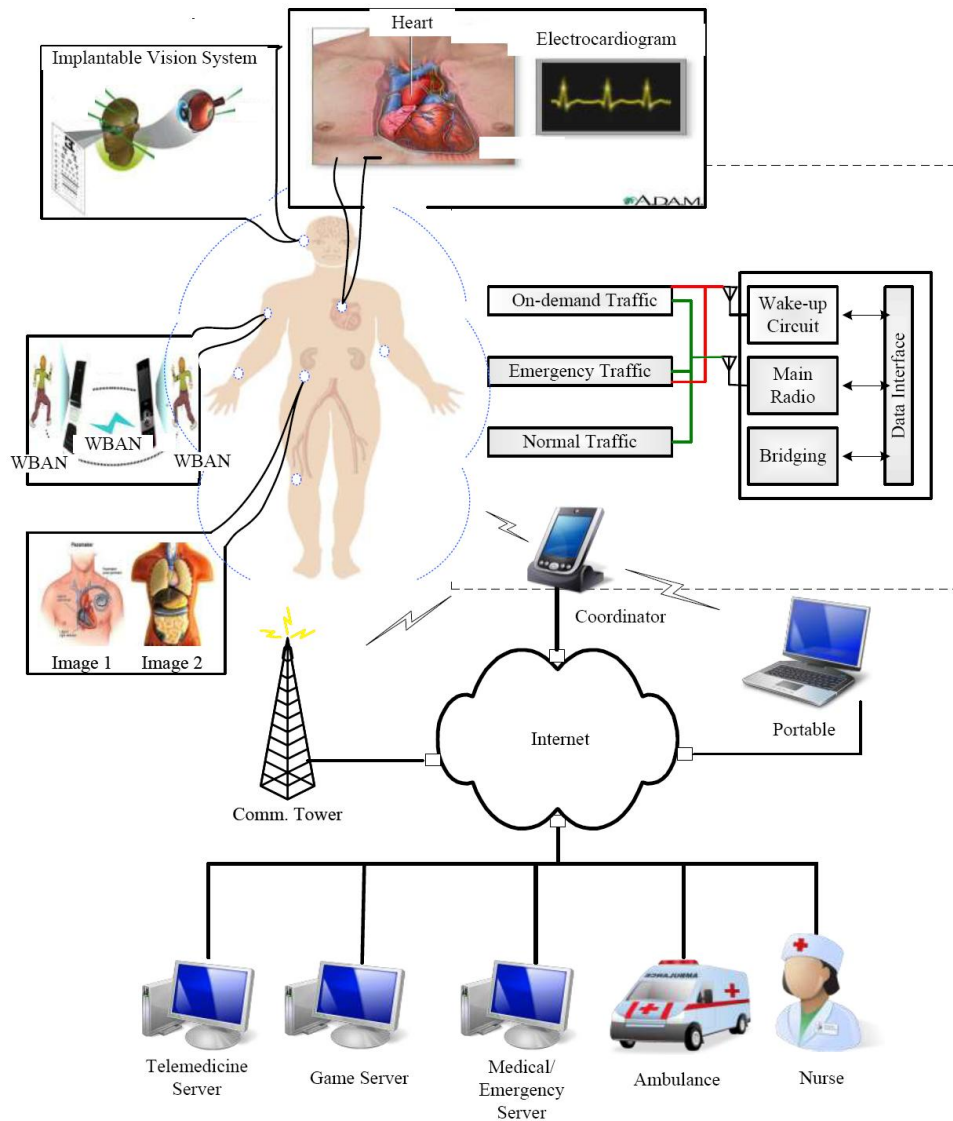 Heart
Electrocardiogram
Implantable Vision System
ADAM
On-demand Traffic
Emergency Traffic
Normal Traffic
Wake-up
Circuit
Main
Radio
Bridging
Data Interface
WBAN
WBAN
WBAN
Pacemaker
Image 1
Image 2
Coordinator
Internet
Portable
Comm. Tower
AMBULANCE
Telemedicine
Server
Game Server
Medical/
Emergency
Server
Ambulance
Nurse